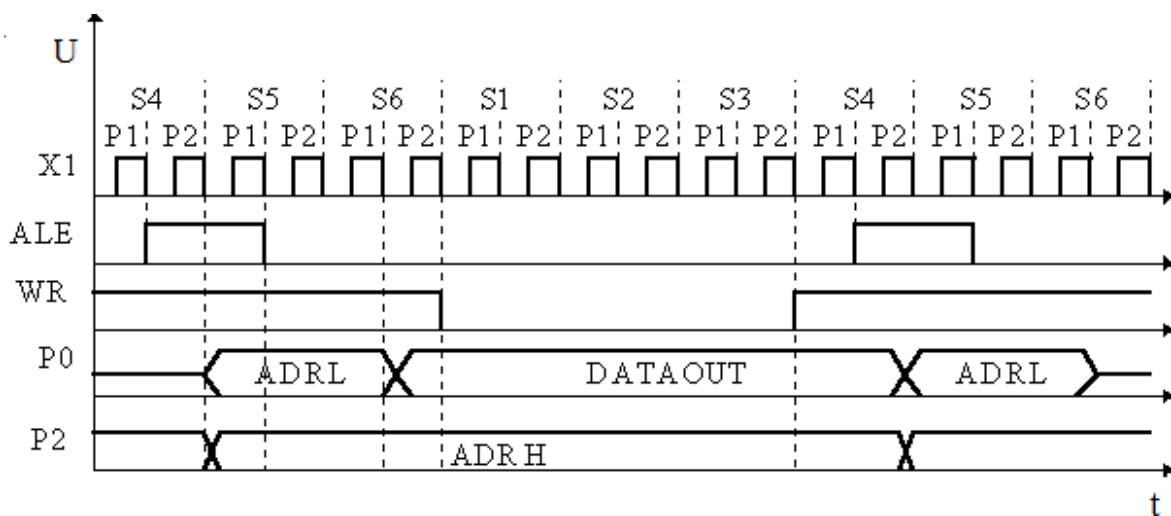 U
S4 S5 S6 S1 S2 S3 S4 S5 S6
P1 P2 P1 P2 P1 P2 P1 P2 P1 P2 P1 P2 P1 P2 P1 P2 P1 P2
X1
ALE
WR
P0 ADRL DATAOUT ADRL
P2 ADRH
t